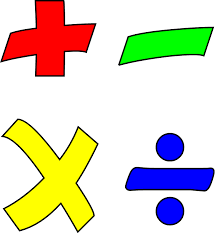 + −
× ÷